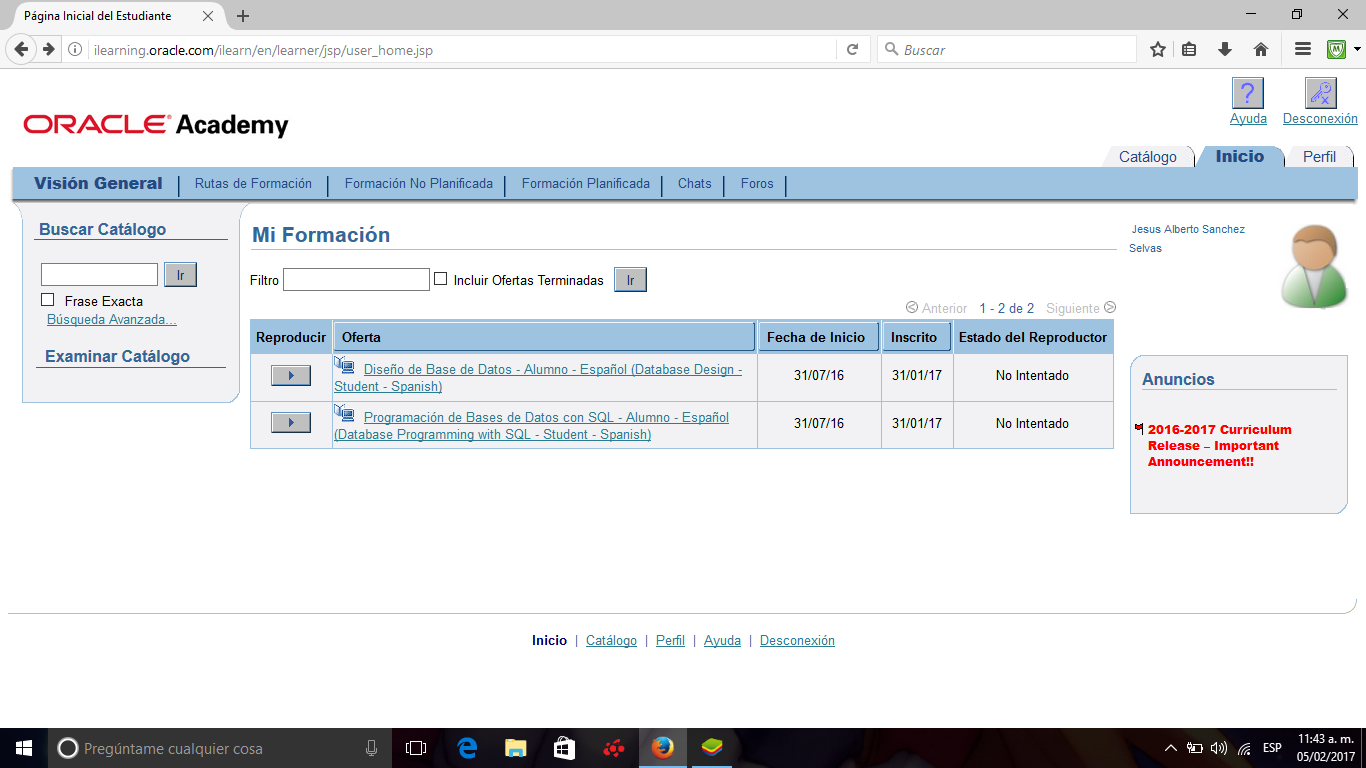 Página Inicial del Estudiante
ilearning.oracle.com/ilearn/en/learner/jsp/user_home.jsp
Buscar
ORACLE Academy
Ayuda
Desconexión
Catálogo
Inicio
Perfil
Visión General
Rutas de Formación
Formación No Planificada
Formación Planificada
Chats
Foros
Buscar Catálogo
Ir
Frase Exacta
Búsqueda Avanzada...
Examinar Catálogo
Mi Formación
Filtro
Incluir Ofertas Terminadas
Ir
Anterior 1 - 2 de 2 Siguiente
Reproducir Oferta Fecha de Inicio Inscrito Estado del Reproductor
Diseño de Base de Datos - Alumno - Español (Database Design -
Student - Spanish)
31/07/16 31/01/17 No Intentado
Programación de Bases de Datos con SQL - Alumno - Español
(Database Programming with SQL - Student - Spanish)
31/07/16 31/01/17 No Intentado
Jesus Alberto Sanchez
Selvas
Anuncios
2016-2017 Curriculum
Release – Important
Announcement!!
Inicio | Catálogo | Perfil | Ayuda | Desconexión
Pregúntame cualquier cosa
ESP
11:43 a. m.
05/02/2017